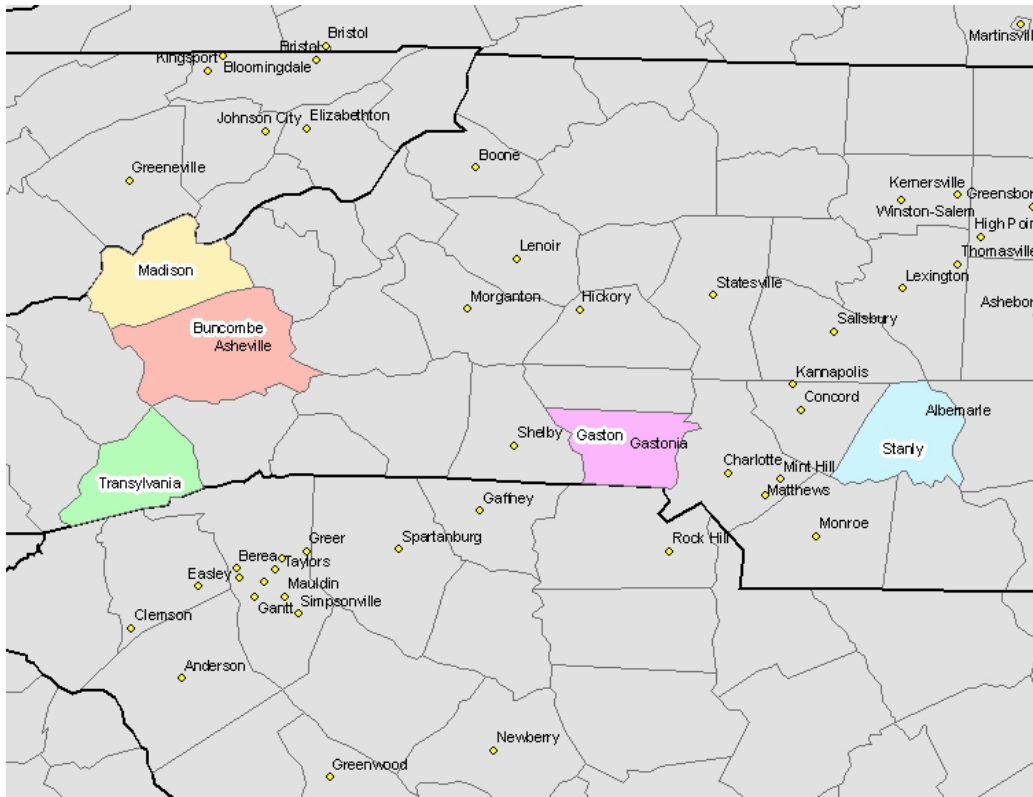 Martinsvill
Bristol
Bristol
Kingsport
Bloomingdale
Johnson City
Elizabethton
Boone
Greeneville
Kernersville
Greensbor
Winston-Salem
High Poin
Thomasville
Lenoir
Madison
Lexington
Statesville
Morganton
Hickory
Ashebor
Buncombe
Salisbury
Asheville
Kannapolis
Concord
Albemarle
Shelby
Gaston
Gastonia
Stanly
Charlotte
Mint Hill
Transylvania
Matthews
Gaffney
Monroe
Greer
Spartanburg
Rock Hill
Berea
Taylors
Easley
Mauldin
Gantt
Simpsonville
Clemson
Anderson
Newberry
Greenwood